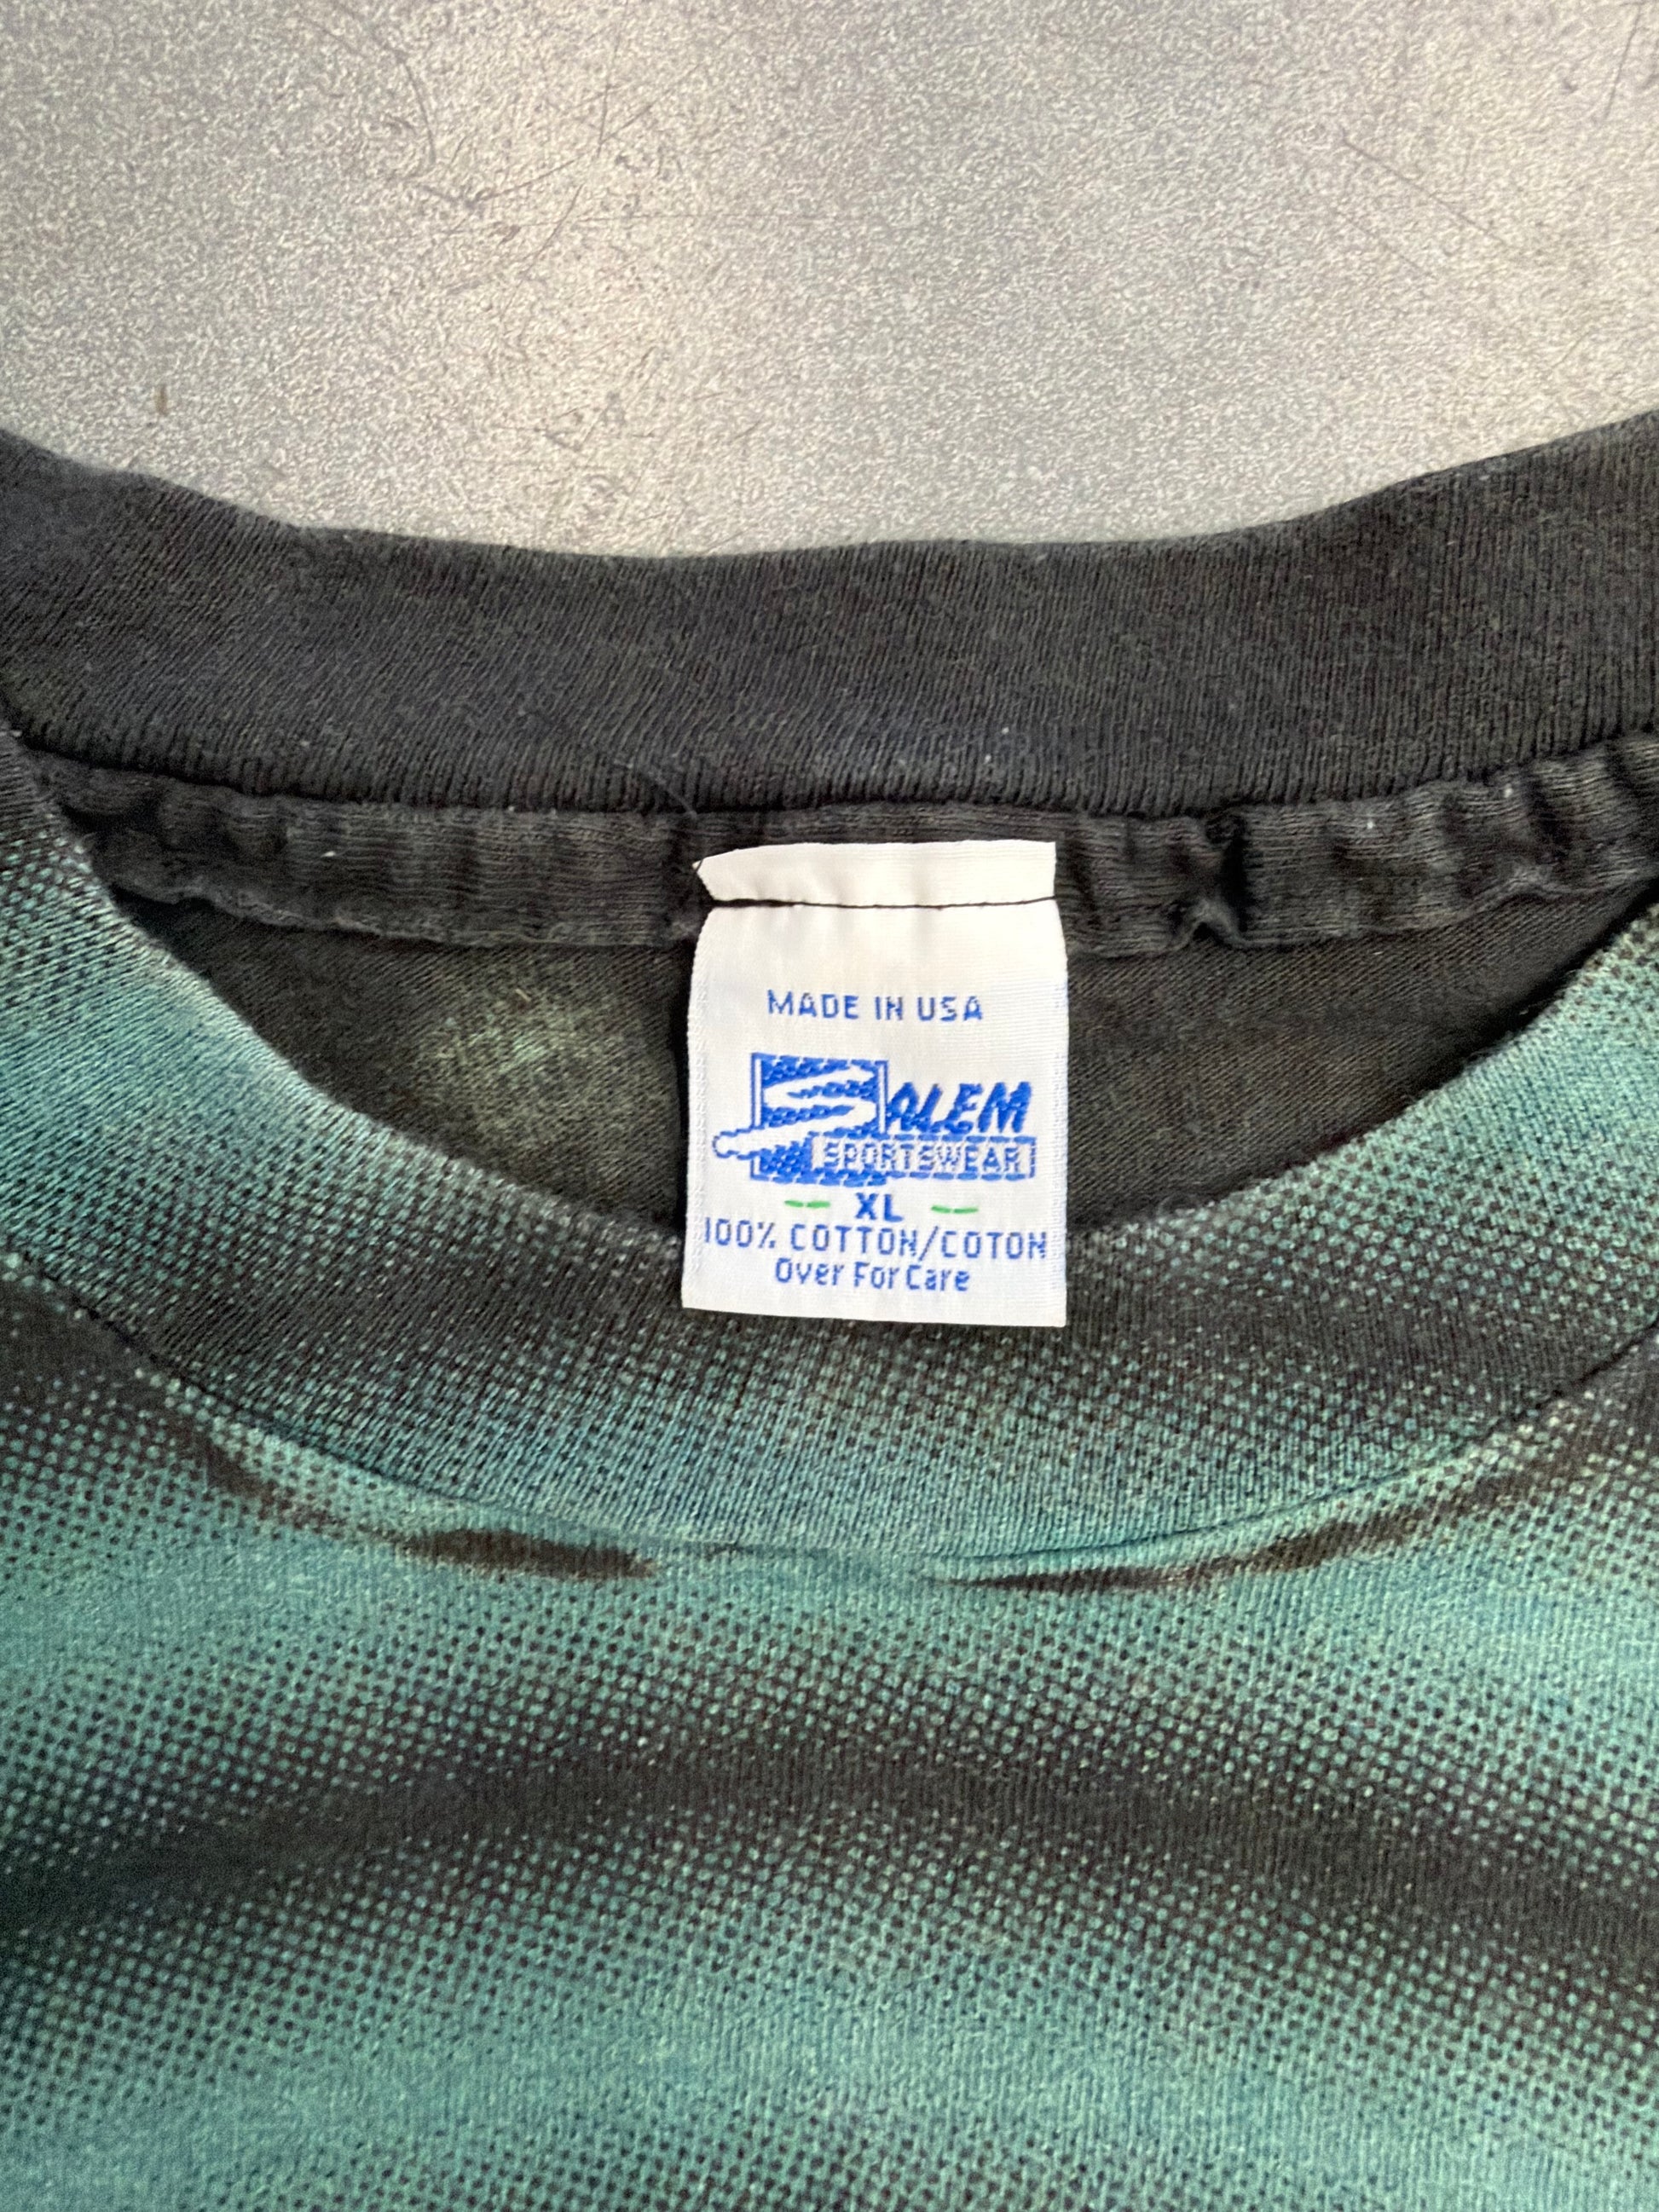 MADE IN USA
SALEM
SPORTSWEAR
XL
100% COTTON/COTON
Over For Care